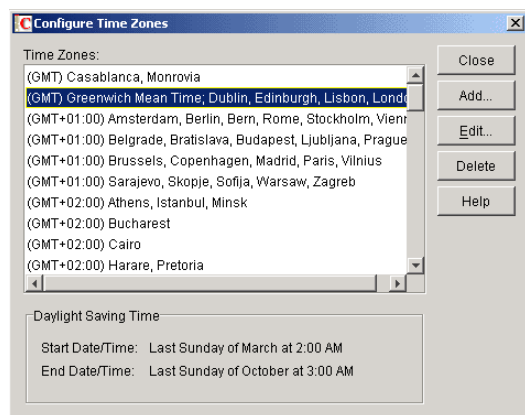 Configure Time Zones
Time Zones:
(GMT) Casablanca, Monrovia
(GMT) Greenwich Mean Time; Dublin, Edinburgh, Lisbon, Londo
(GMT+01:00) Amsterdam, Berlin, Bern, Rome, Stockholm, Vienn
(GMT+01:00) Belgrade, Bratislava, Budapest, Ljubljana, Prague
(GMT+01:00) Brussels, Copenhagen, Madrid, Paris, Vilnius
(GMT+01:00) Sarajevo, Skopje, Sofija, Warsaw, Zagreb
(GMT+02:00) Athens, Istanbul, Minsk
(GMT+02:00) Bucharest
(GMT+02:00) Cairo
(GMT+02:00) Harare, Pretoria
Close
Add...
Edit...
Delete
Help
Daylight Saving Time
Start Date/Time: Last Sunday of March at 2:00 AM
End Date/Time: Last Sunday of October at 3:00 AM